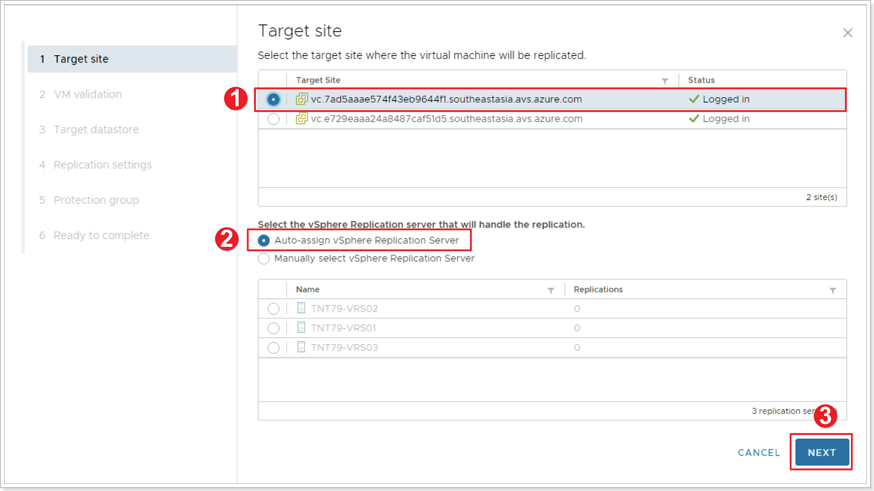 1 Target site
2 VM validation
3 Target datastore
4 Replication settings
5 Protection group
6 Ready to complete
Target site
Select the target site where the virtual machine will be replicated.
Target Site Status
1 vc.7ad5aaae574f43eb9644f1.southeastasia.avs.azure.com Logged in
vc.e729eaaa24a8487caf51d5.southeastasia.avs.azure.com Logged in
2 site(s)
Select the vSphere Replication server that will handle the replication.
2 Auto-assign vSphere Replication Server
Manually select vSphere Replication Server
Name Replications
TNT79-VRS02 0
TNT79-VRS01 0
TNT79-VRS03 0
3 replication
3
CANCEL NEXT